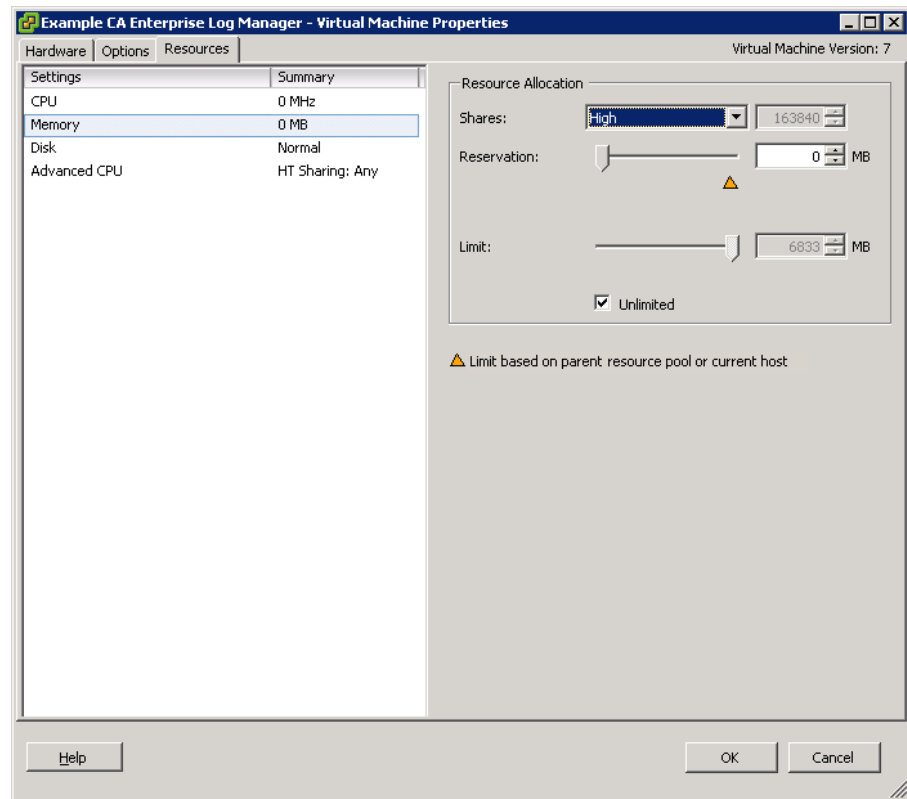 Example CA Enterprise Log Manager - Virtual Machine Properties
Hardware Options Resources Virtual Machine Version: 7
Settings Summary
CPU 0 MHz
Memory 0 MB
Disk Normal
Advanced CPU HT Sharing: Any
Resource Allocation
Shares: High 163840
Reservation: 0 MB
Limit: 6833 MB
Unlimited
Limit based on parent resource pool or current host
Help OK Cancel